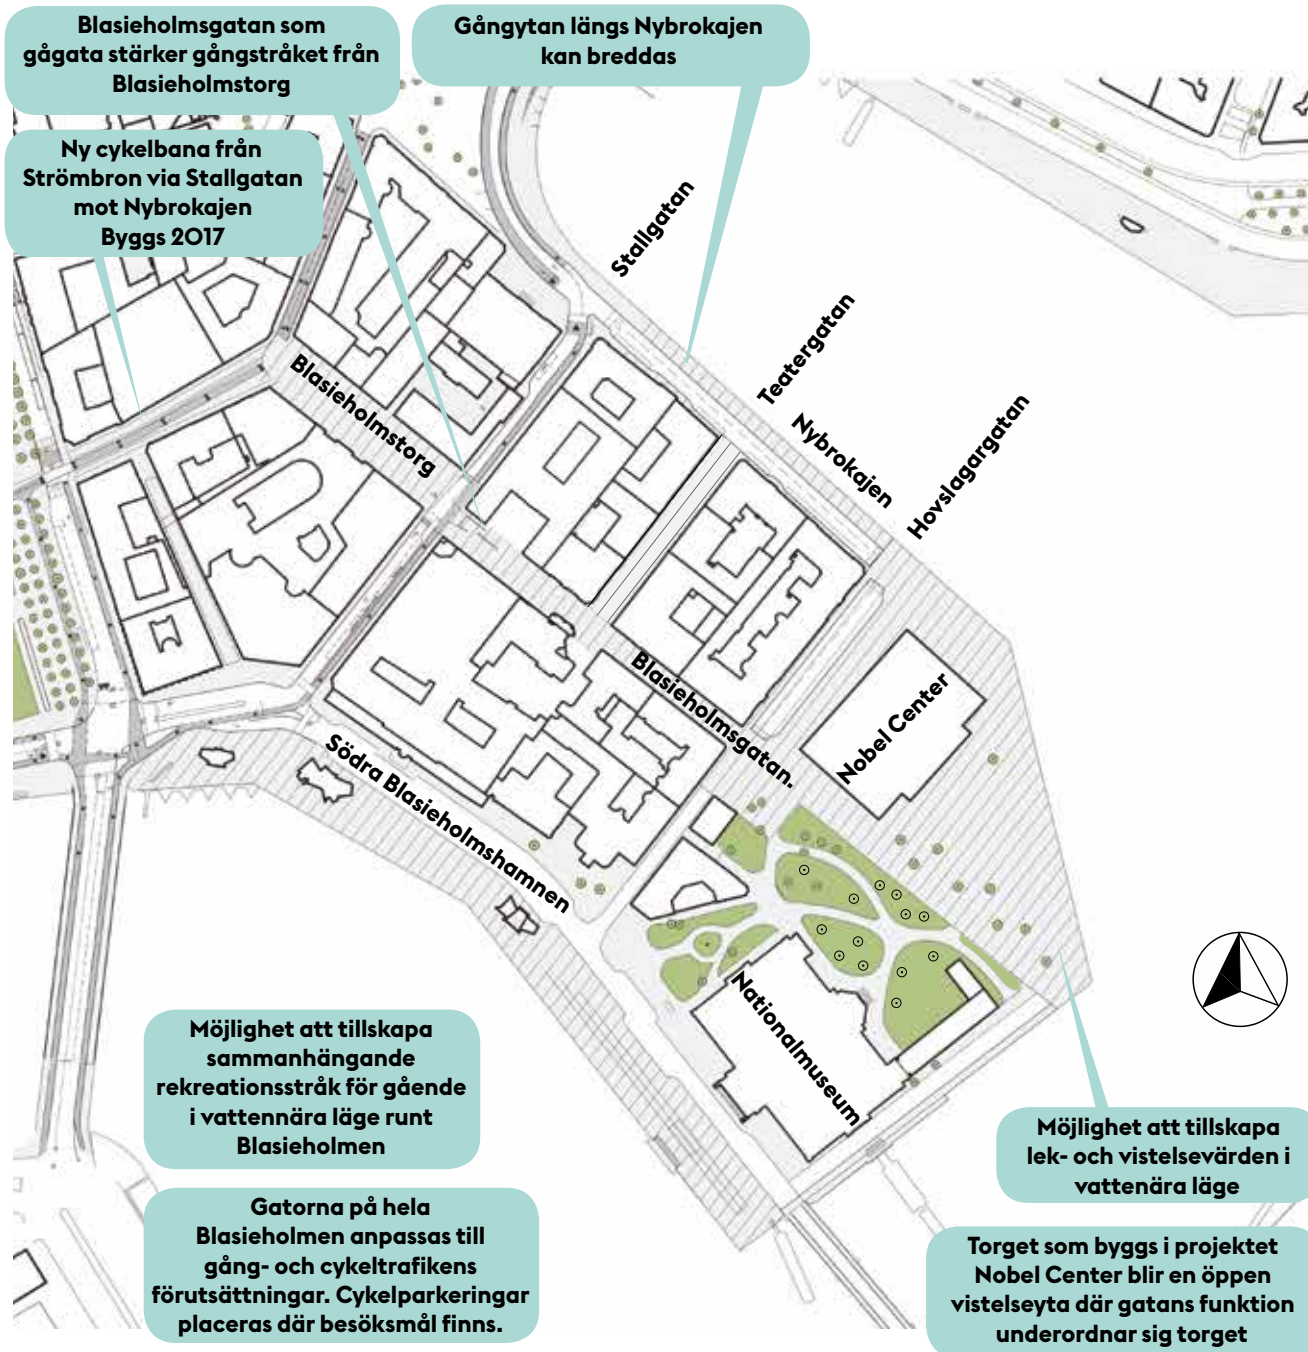 Blasieholmsgatan som
gågata stärker gångstråket från
Blasieholmstorg
Gångytan längs Nybrokajen
kan breddas
Ny cykelbana från
Strömbron via Stallgatan
mot Nybrokajen
Byggs 2017
Stallgatan
Teatergatan
Nybrokajen
Hovslagargatan
Blasieholmstorg
Blasieholmsgatan.
Nobel Center
Södra Blasieholmshamnen
Nationalmuseum
Möjlighet att tillskapa
sammanhängande
rekreationsstråk för gående
i vattennära läge runt
Blasieholmen
Möjlighet att tillskapa
lek- och vistelsevärden i
vattenära läge
Gatorna på hela
Blasieholmen anpassas till
gång- och cykeltrafikens
förutsättningar. Cykelparkeringar
placeras där besöksmål finns.
Torget som byggs i projektet
Nobel Center blir en öppen
vistelseyta där gatans funktion
underordnar sig torget